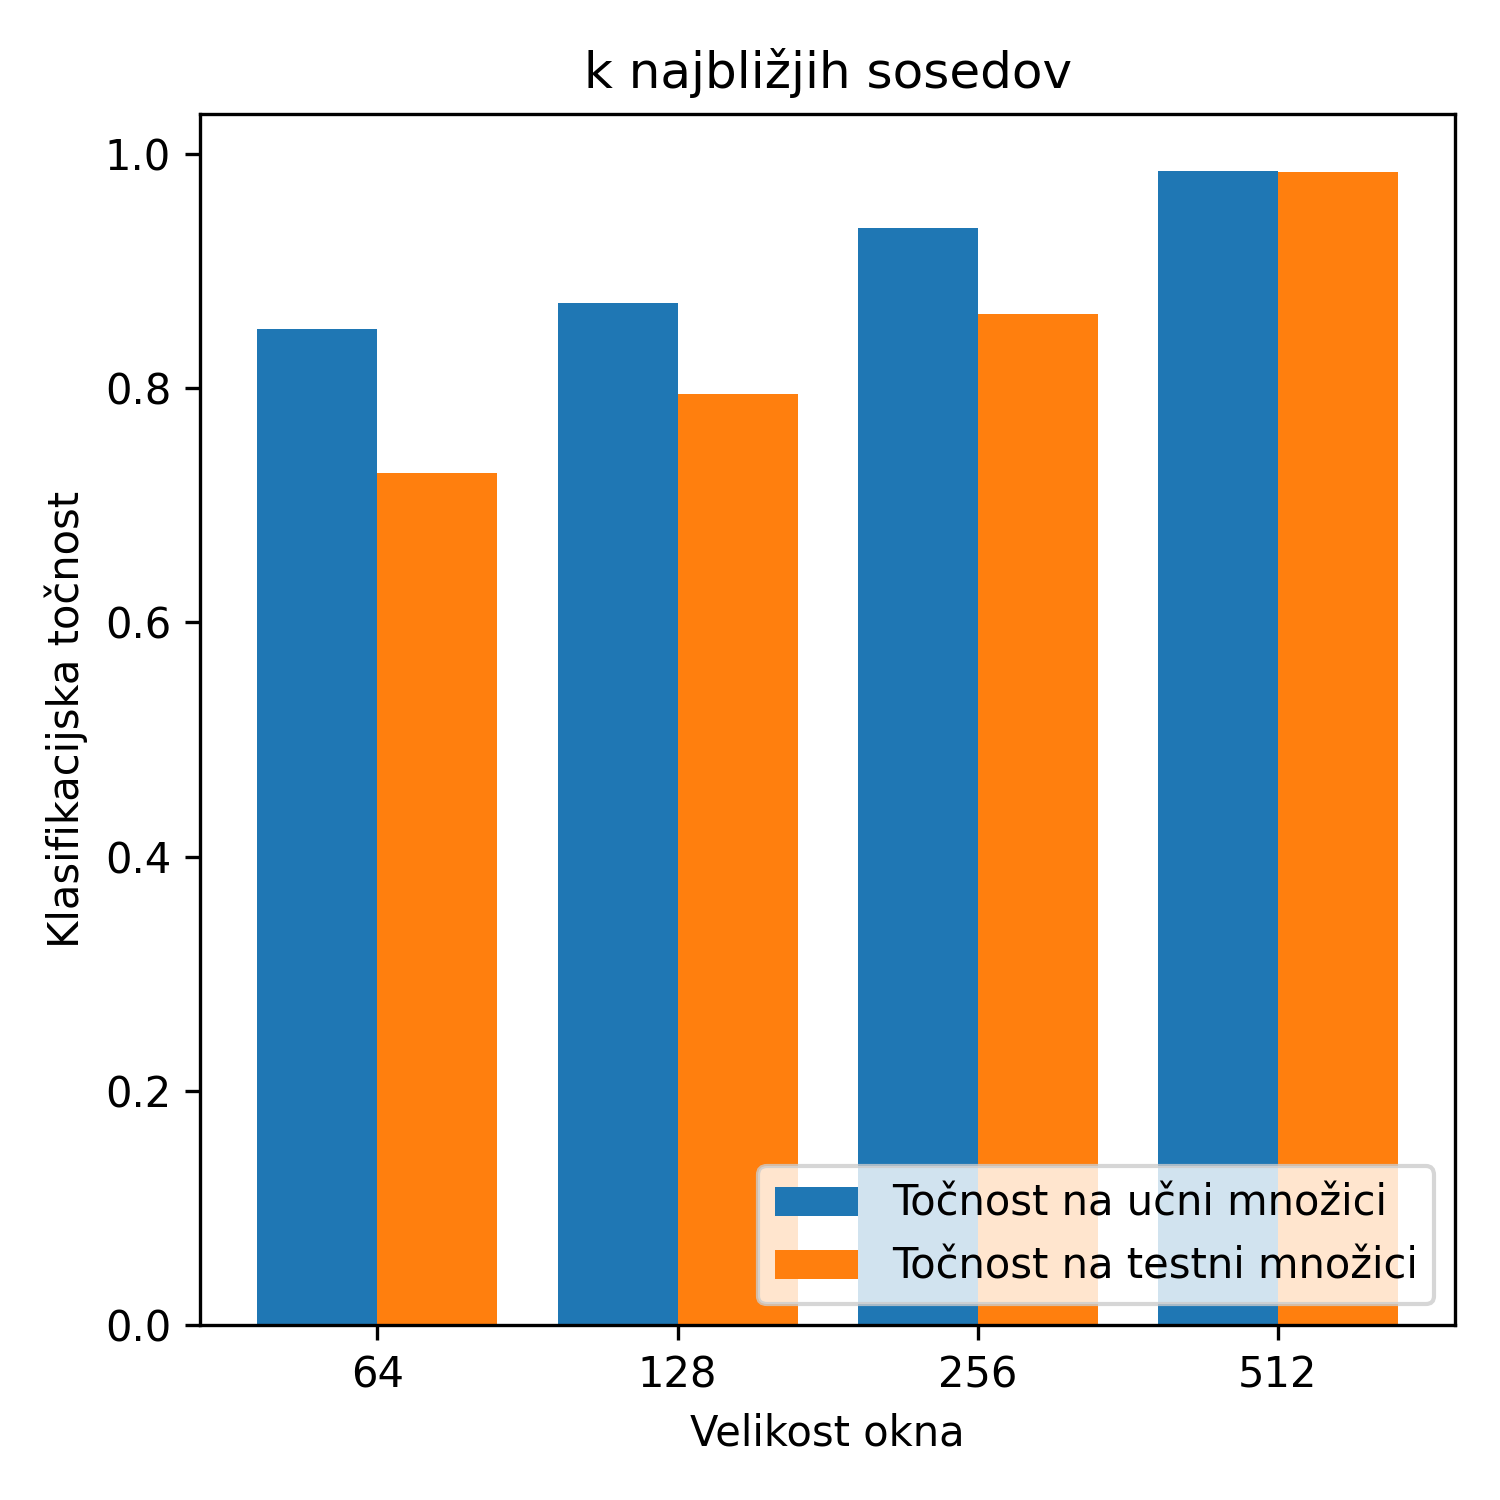 k najbližjih sosedov
Klasifikacijska točnost
1.0
0.8
0.6
0.4
0.2
0.0
Točnost na učni množici
Točnost na testni množici
64 128 256 512
Velikost okna